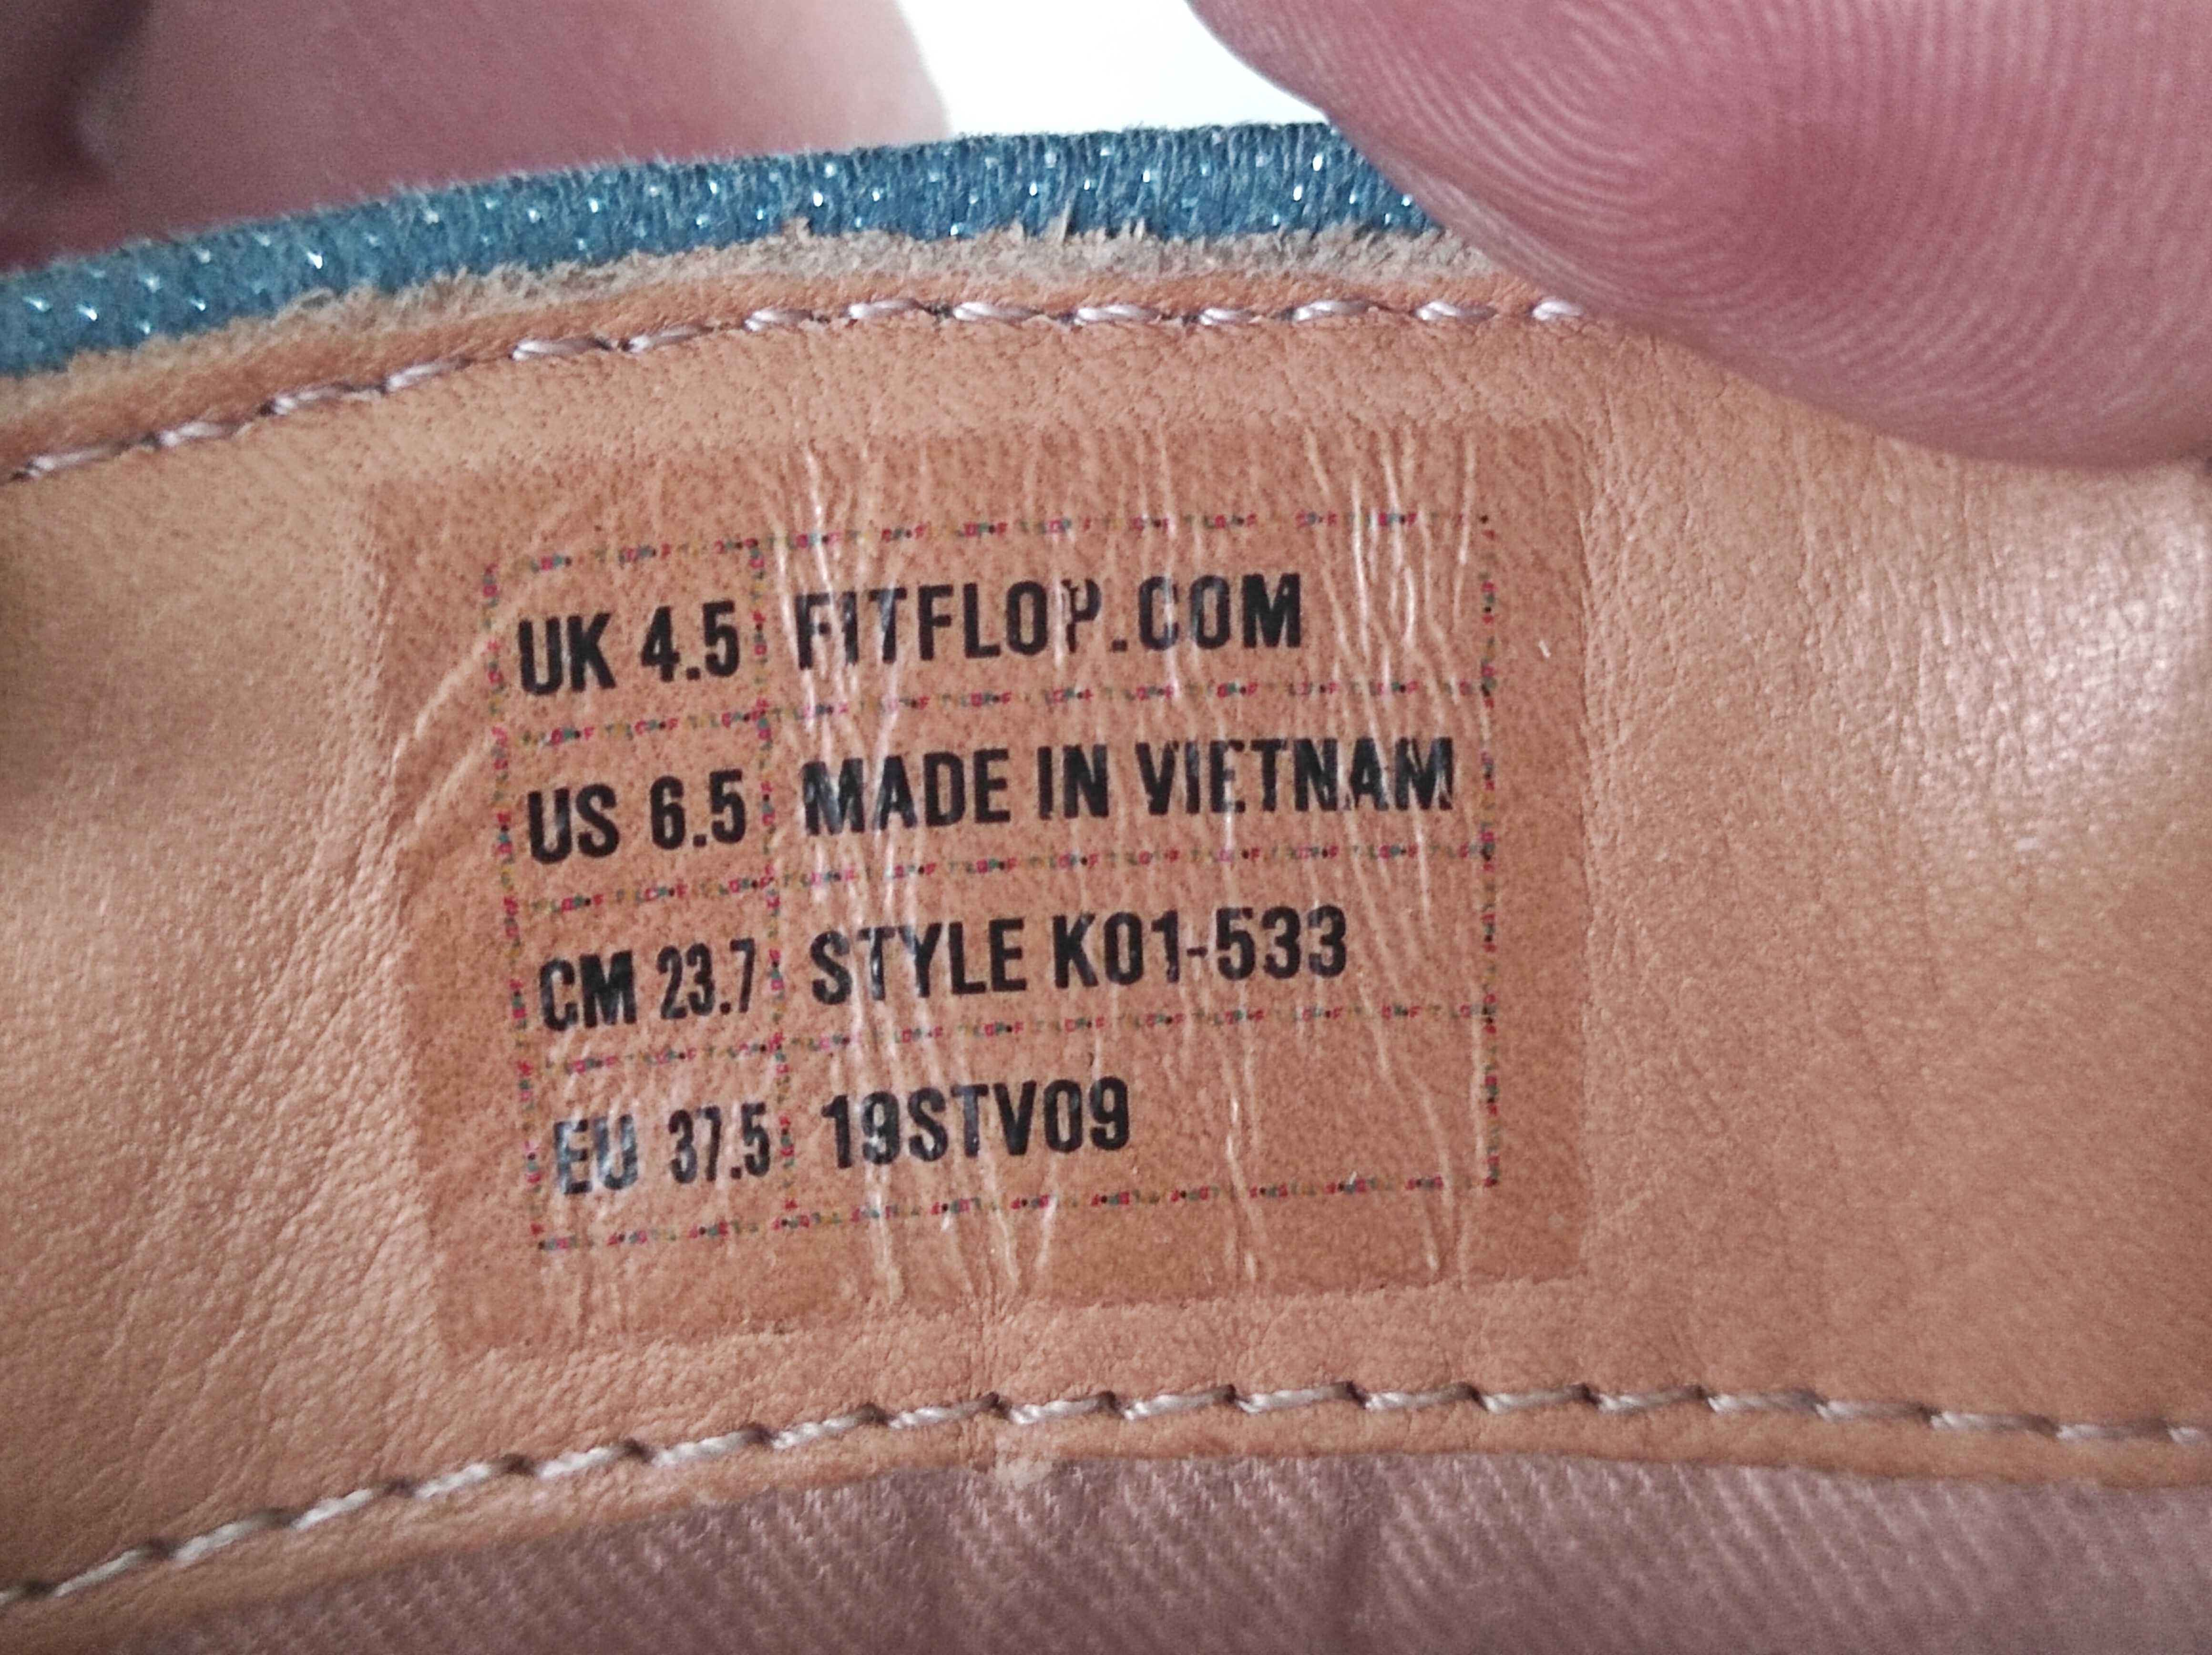 UK 4.5 FITFLOP.COM
US 6.5 MADE IN VIETNAM
CM 23.7 STYLE K01-533
EU 37.5 19STV09